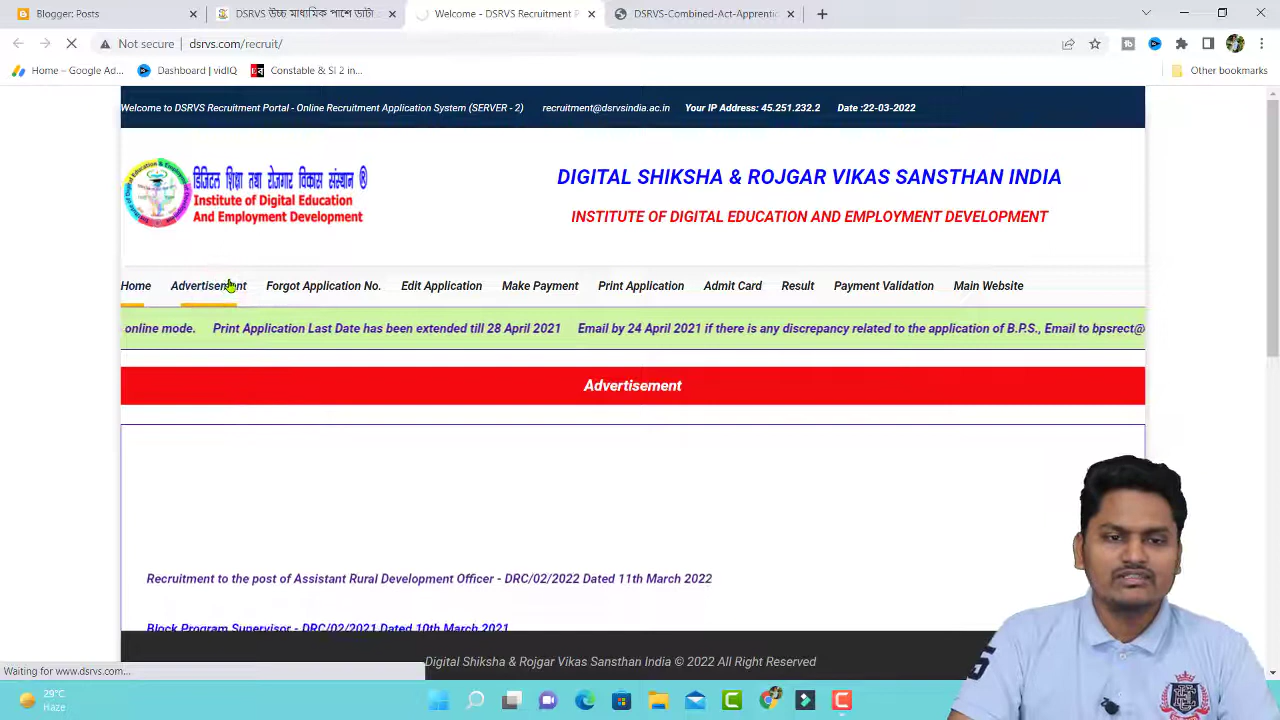 Blogger: Post
DSRVS উচ্চ মাধ্যমিক পাশে ডাটা
Welcome - Recruitment P
DSRVS-DSRVS-Act-Apprentic
Not secure dsrvs.com/recruit/
Home – Google Ad...
Dashboard | vidIQ
Constable & SI 2 in...
Other bookmarks
Welcome to DSRVS Recruitment Portal - Online Recruitment Application System (SERVER - 2) recruitment@dsrvsindia.ac.in Your IP Address: 45.251.232.2 Date :22-03-2022
डिजिटल शिक्षा तथा रोजगार विकास संस्थान ®
Institute of Digital Education
And Employment Development
DIGITAL SHIKSHA & ROJGAR VIKAS SANSTHAN INDIA
INSTITUTE OF DIGITAL EDUCATION AND EMPLOYMENT DEVELOPMENT
Home Advertisement Forgot Application No. Edit Application Make Payment Print Application Admit Card Result Payment Validation Main Website
online mode. Print Application Last Date has been extended till 28 April 2021 Email by 24 April 2021 if there is any discrepancy related to the application of B.P.S., Email to bpsrect@
Advertisement
Recruitment to the post of Assistant Rural Development Officer - DRC/02/2022 Dated 11th March 2022
Block Program Supervisor - DRC/02/2021 Dated 10th March 2021
Digital Shiksha & Rojgar Vikas Sansthan India © 2022 All Right Reserved
Waiting for www.dsrvs.com...
29°C
Haze